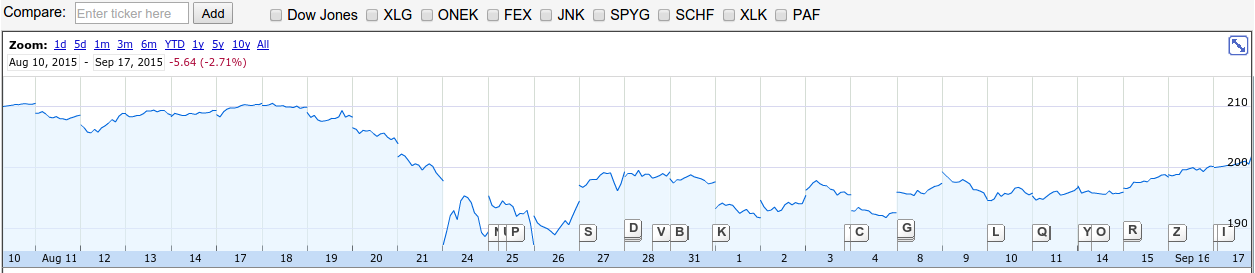 Compare: Enter ticker here Add Dow Jones XLG ONEK FEX JNK SPYG SCHF XLK PAF
Zoom: 1d 5d 1m 3m 6m YTD 1y 5y 10y All
Aug 10, 2015 - Sep 17, 2015 -5.64 (-2.71%)
210
200
190
S D V B K C G L Q Y O R Z I
P
10 Aug 11 12 13 14 17 18 19 20 21 24 25 26 27 28 31 1 2 3 4 8 9 10 11 14 15 Sep 16 17